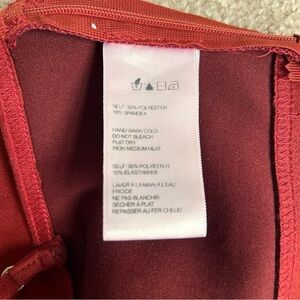 SELF: 90% POLYESTER
10% SPANDEX
HAND WASH COLD
DO NOT BLEACH
FLAT DRY
IRON MEDIUM HEAT
SELF: 90% POLYESTER
10% ELASTHANNE
LAVER À LA MAIN À L'EAU
FROIDE
NE PAS BLANCHIR
SÉCHER À PLAT
REPASSER AU FER CHAUD